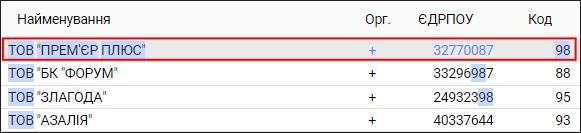 Найменування Орг. ЄДРПОУ Код
ТОВ "ПРЕМ'ЄР ПЛЮС" + 32770087 98
ТОВ "БК "ФОРУМ" + 33296987 88
ТОВ "ЗЛАГОДА" + 24932398 95
ТОВ "АЗАЛІЯ" + 40337644 93